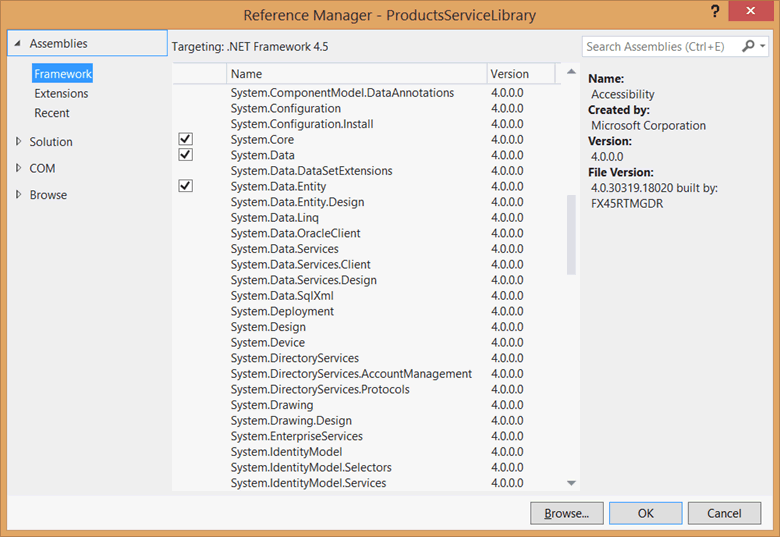 Reference Manager - ProductsServiceLibrary
?
Assemblies
Framework
Extensions
Recent
Solution
COM
Browse
Targeting: .NET Framework 4.5
Search Assemblies (Ctrl+E)
Name Version
System.ComponentModel.DataAnnotations 4.0.0.0
System.Configuration 4.0.0.0
System.Configuration.Install 4.0.0.0
System.Core 4.0.0.0
System.Data 4.0.0.0
System.Data.DataSetExtensions 4.0.0.0
System.Data.Entity 4.0.0.0
System.Data.Entity.Design 4.0.0.0
System.Data.Linq 4.0.0.0
System.Data.OracleClient 4.0.0.0
System.Data.Services 4.0.0.0
System.Data.Services.Client 4.0.0.0
System.Data.Services.Design 4.0.0.0
System.Data.SqlXml 4.0.0.0
System.Deployment 4.0.0.0
System.Design 4.0.0.0
System.Device 4.0.0.0
System.DirectoryServices 4.0.0.0
System.DirectoryServices.AccountManagement 4.0.0.0
System.DirectoryServices.Protocols 4.0.0.0
System.Drawing 4.0.0.0
System.Drawing.Design 4.0.0.0
System.EnterpriseServices 4.0.0.0
System.IdentityModel 4.0.0.0
System.IdentityModel.Selectors 4.0.0.0
System.IdentityModel.Services 4.0.0.0
Name:
Accessibility
Created by:
Microsoft Corporation
Version:
4.0.0.0
File Version:
4.0.30319.18020 built by:
FX45RTMGDR
Browse... OK Cancel